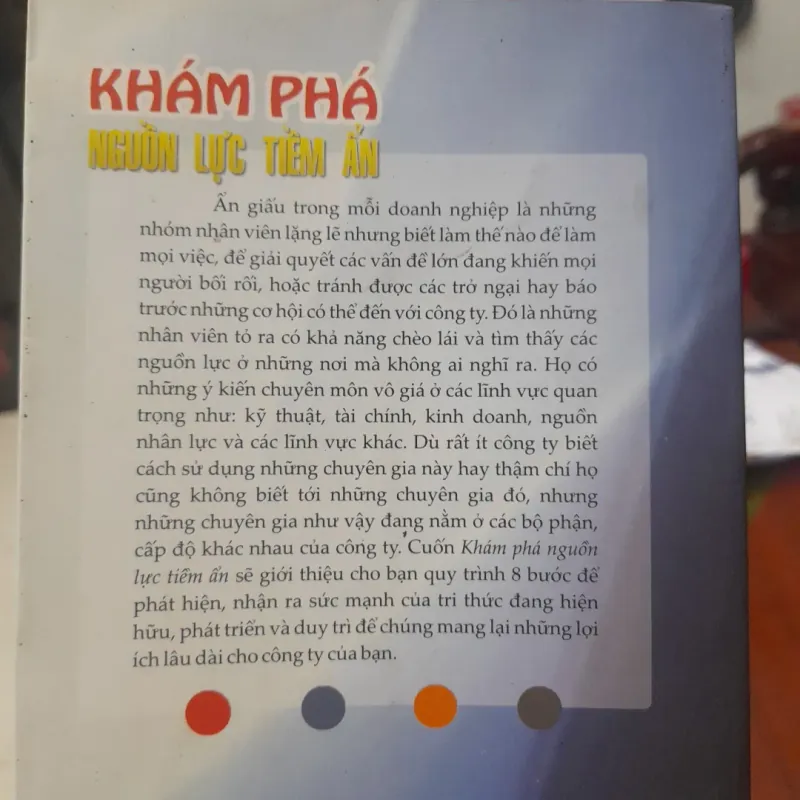 KHÁM PHÁ
NGUỒN LỰC TIỀM ẨN
Ẩn giấu trong mỗi doanh nghiệp là những
nhóm nhân viên lặng lẽ nhưng biết làm thế nào để làm
mọi việc, để giải quyết các vấn đề lớn đang khiến mọi
người bối rối, hoặc tránh được các trở ngại hay báo
trước những cơ hội có thể đến với công ty. Đó là những
nhân viên tỏ ra có khả năng chèo lái và tìm thấy các
nguồn lực ở những nơi mà không ai nghĩ ra. Họ có
những ý kiến chuyên môn vô giá ở các lĩnh vực quan
trọng như: kỹ thuật, tài chính, kinh doanh, nguồn
nhân lực và các lĩnh vực khác. Dù rất ít công ty biết
cách sử dụng những chuyên gia này hay thậm chí họ
cũng không biết tới những chuyên gia đó, nhưng
những chuyên gia như vậy đang nằm ở các bộ phận,
cấp độ khác nhau của công ty. Cuốn Khám phá nguồn
lực tiềm ẩn sẽ giới thiệu cho bạn quy trình 8 bước để
phát hiện, nhận ra sức mạnh của tri thức đang hiện
hữu, phát triển và duy trì để chúng mang lại những lợi
ích lâu dài cho công ty của bạn.